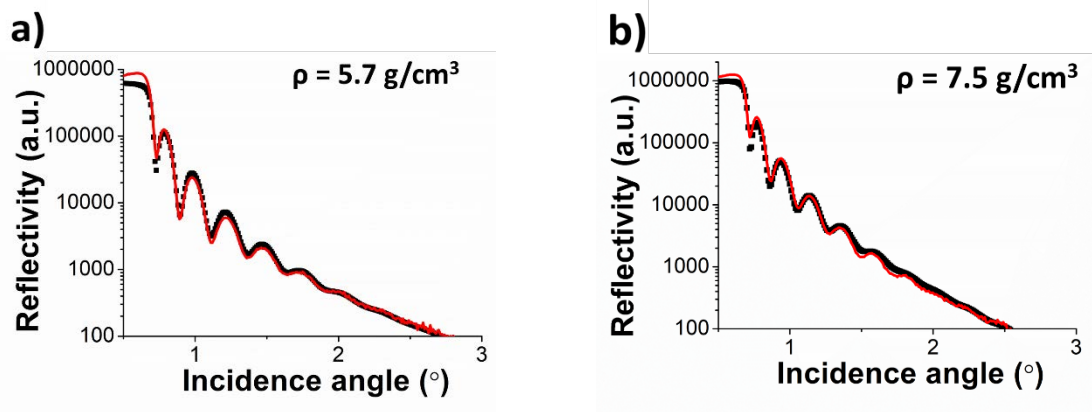 a)
ρ = 5.7 g/cm³
Reflectivity (a.u.)
1000000
100000
10000
1000
100
1
2
3
Incidence angle (°)
b)
ρ = 7.5 g/cm³
Reflectivity (a.u.)
1000000
100000
10000
1000
100
1
2
3
Incidence angle (°)